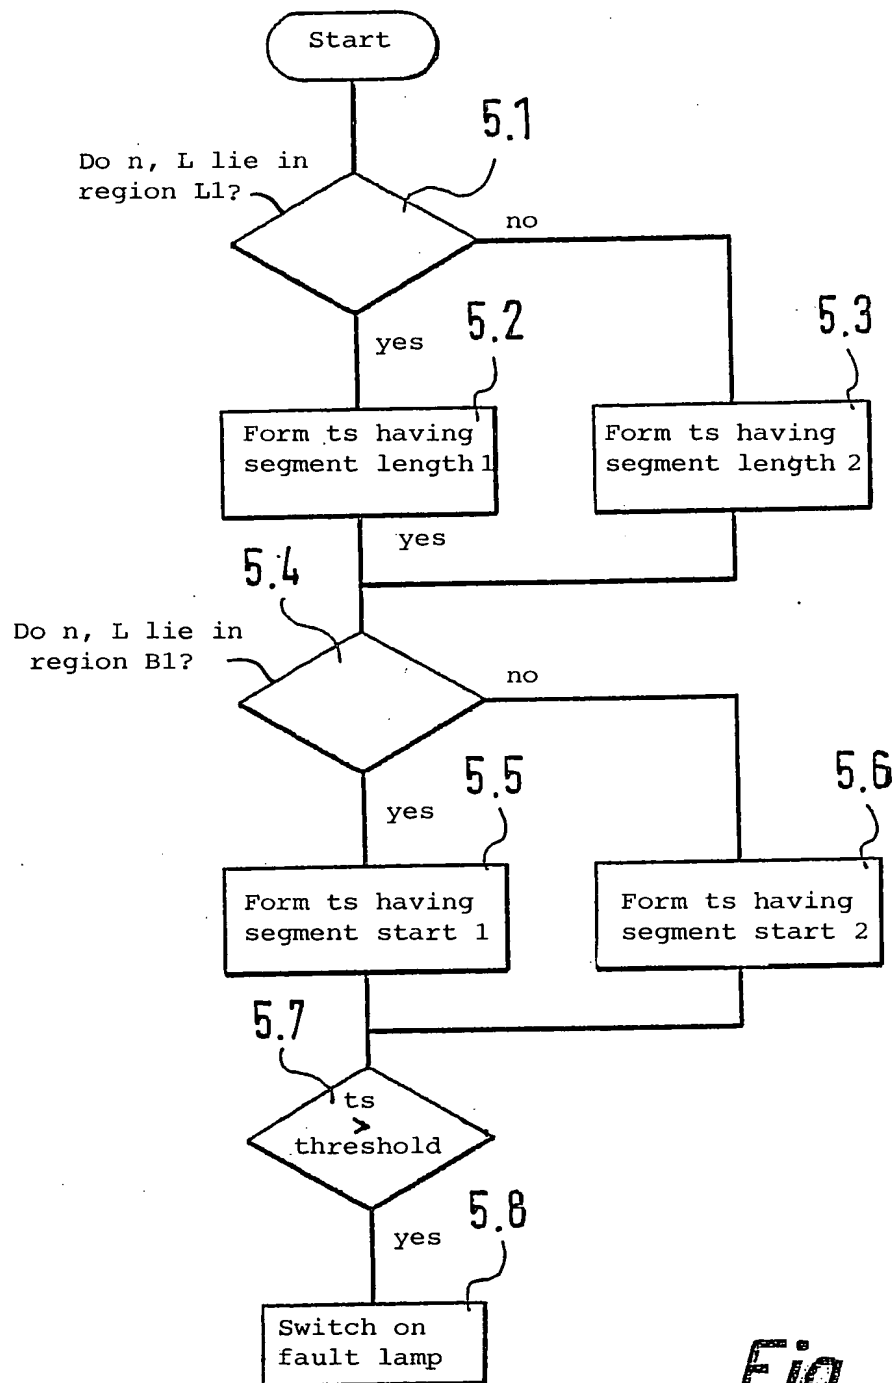 Start
5.1
Do n, L lie in
region L1?
no
5.2
5.3
yes
Form ts having
segment length 1
Form ts having
segment length 2
yes
5.4
Do n, L lie in
region B1?
no
5.5
5.6
yes
Form ts having
segment start 1
Form ts having
segment start 2
5.7
ts
>
threshold
5.8
yes
Switch on
fault lamp
Fig